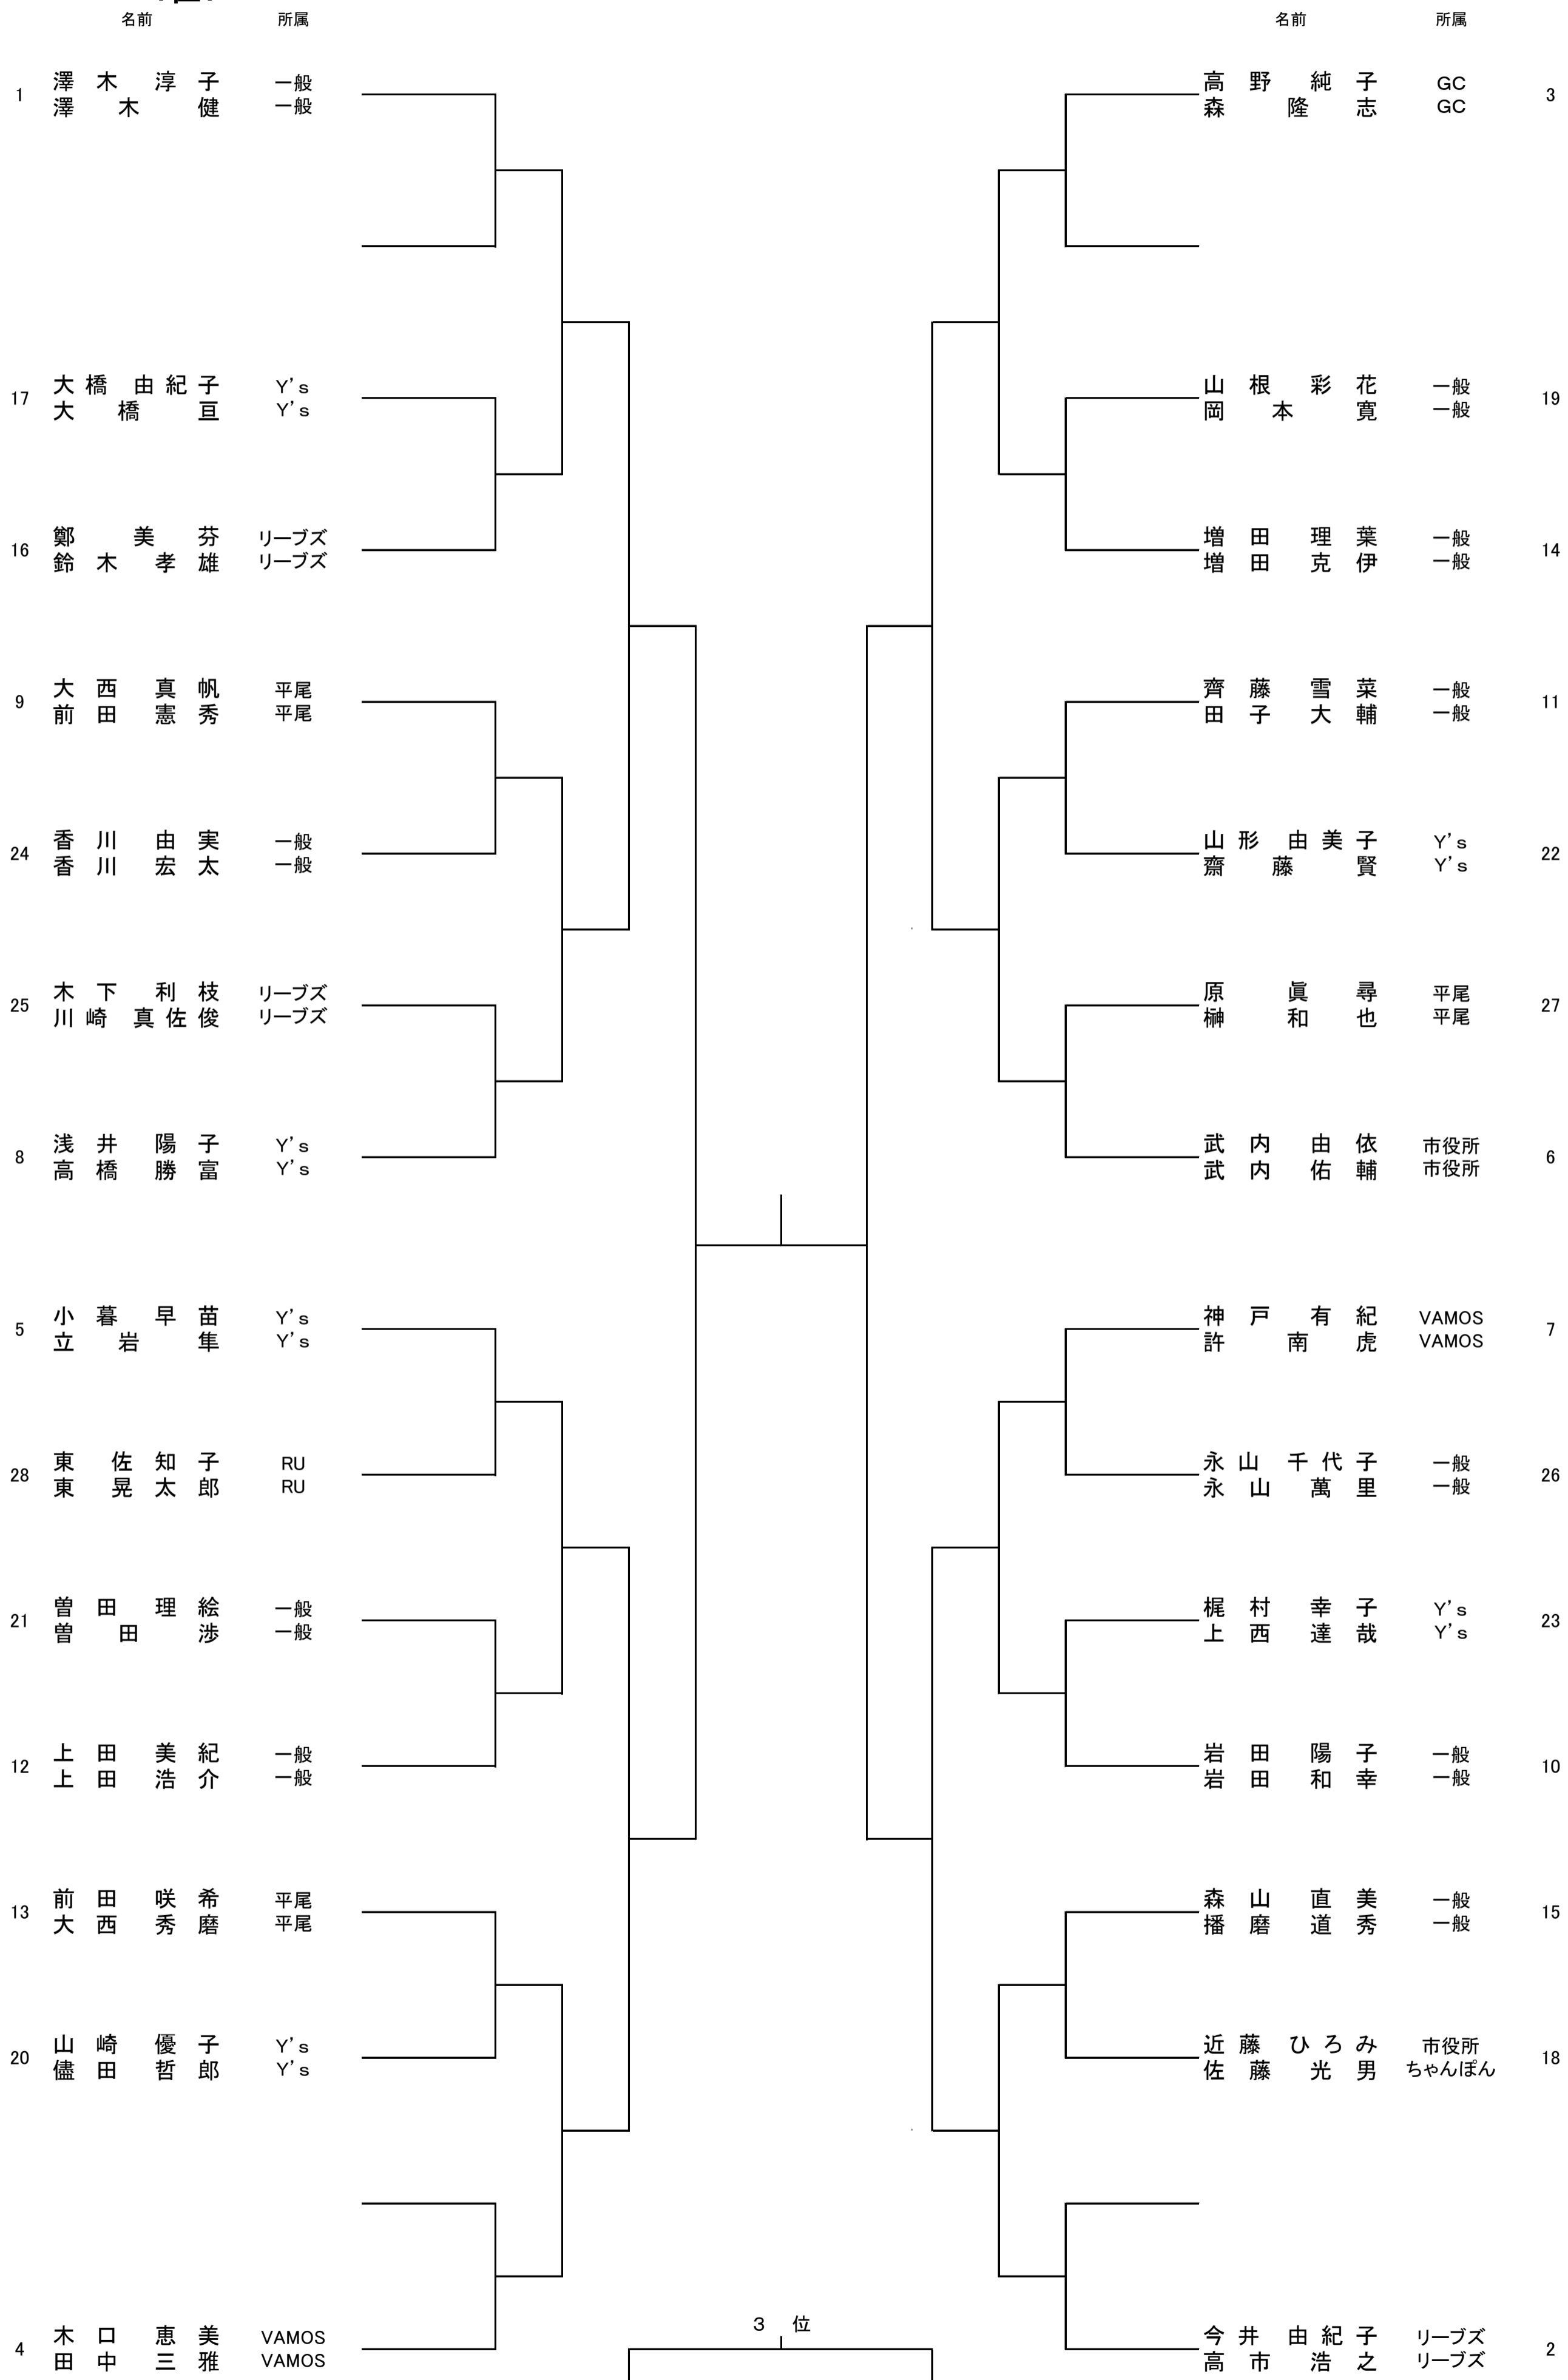 名前 所属 名前 所属
1 澤木 淳子 一般
澤木 健 一般
高野 純子 GC 3
森 隆志 GC
17 大橋 由紀子 Y's
大橋 亘 Y's
山根 彩花 一般 19
岡本 寛 一般
16 鄭 美芬 リーブズ
鈴木 孝雄 リーブズ
増田 理葉 一般 14
増田 克伊 一般
9 大西 真帆 平尾
前田 憲秀 平尾
齊藤 雪菜 一般 11
田子 大輔 一般
24 香川 由実 一般
香川 宏太 一般
山形 由美子 Y's 22
齋藤 賢 Y's
25 木下 利枝 リーブズ
川崎 真佐俊 リーブズ
原 眞尋 平尾 27
榊 和也 平尾
8 浅井 陽子 Y's
高橋 勝富 Y's
武内 由依 市役所 6
武内 佑輔 市役所
5 小暮 早苗 Y's
立岩 隼 Y's
神戸 有紀 VAMOS 7
許 南虎 VAMOS
28 東 佐知子 RU
東 晃太郎 RU
永山 千代子 一般 26
永山 萬里 一般
21 曽田 理絵 一般
曽田 渉 一般
梶村 幸子 Y's 23
上西 達哉 Y's
12 上田 美紀 一般
上田 浩介 一般
岩田 陽子 一般 10
岩田 和幸 一般
13 前田 咲希 平尾
大西 秀磨 平尾
森山 直美 一般 15
播磨 道秀 一般
20 山崎 優子 Y's
儘田 哲郎 Y's
近藤 ひろみ 市役所 18
佐藤 光男 ちゃんぽん
3 位
4 木口 恵美 VAMOS
田中 三雅 VAMOS
今井 由紀子 リーブズ 2
高市 浩之 リーブズ